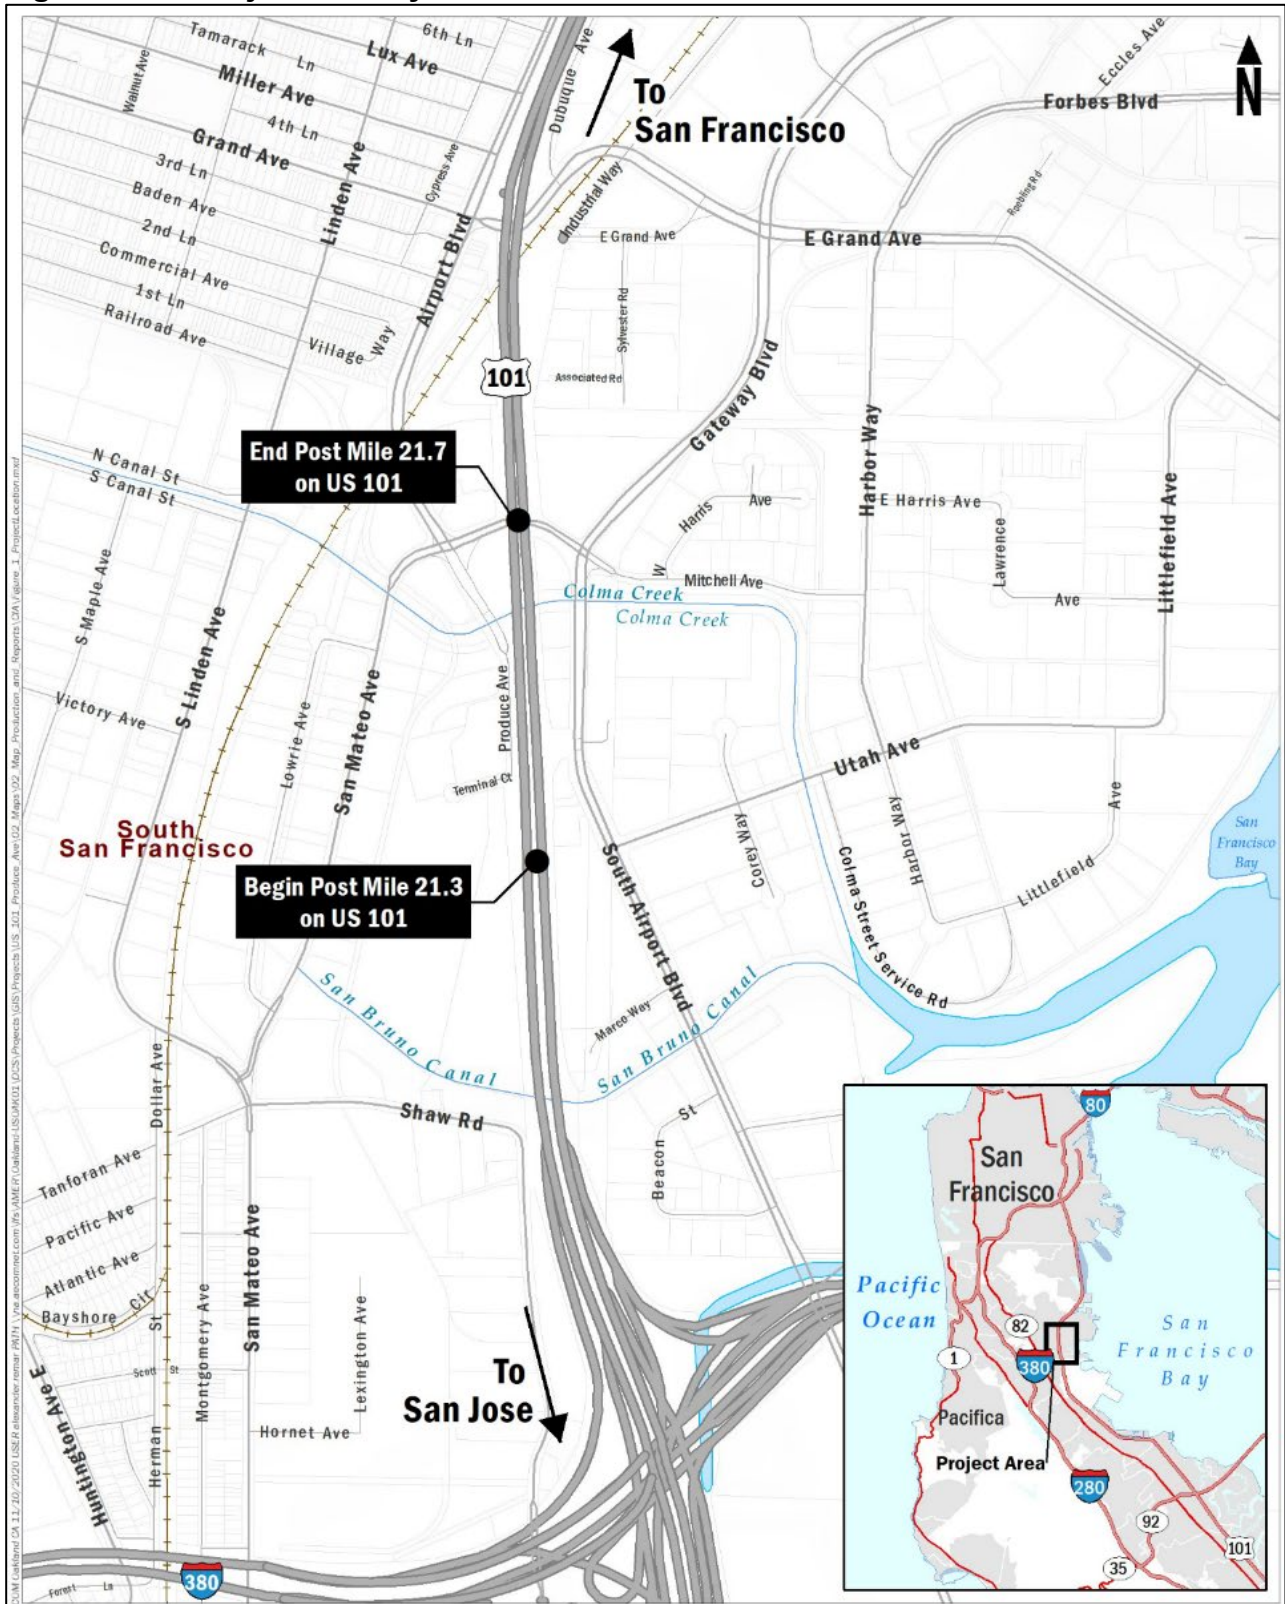 6th Ln
Tamarack Ln
Lux Ave
Dubuque Ave
To
San Francisco
Eccles Ave
N
Forbes Blvd
Walnut Ave
Miller Ave
4th Ln
Grand Ave
3rd Ln
Cypress Ave
Linden Ave
Industrial Way
Roebling Rd
Baden Ave
2nd Ln
E Grand Ave
E Grand Ave
Commercial Ave
Airport Blvd
1st Ln
Railroad Ave
Village Way
Sylvester Rd
101
Associated Rd
Gateway Blvd
Harbor Way
Littlefield Ave
End Post Mile 21.7
on US 101
N Canal St
S Canal St
E Harris Ave
W Harris Ave
Lawrence Ave
Mitchell Ave
Colma Creek
Colma Creek
S Maple Ave
S Linden Ave
San Mateo Ave
Produce Ave
Victory Ave
Lowrie Ave
Terminal Ct
Utah Ave
South
San Francisco
Corey Way
Harbor Way
Littlefield Ave
San
Francisco
Bay
Begin Post Mile 21.3
on US 101
South Airport Blvd
Colma Street Service Rd
San Bruno Canal
Marco Way
San Bruno Canal
Dollar Ave
Shaw Rd
Beacon St
Tanforan Ave
Pacific Ave
Atlantic Ave
Bayshore Cir
San Mateo Ave
Montgomery Ave
Lexington Ave
Scott St
Herman St
Huntington Ave E
Hornet Ave
To
San Jose
380
Forest Ln
80
San
Francisco
Pacific
Ocean
82
San
Francisco
Bay
1
380
Pacifica
Project Area
280
92
101
35